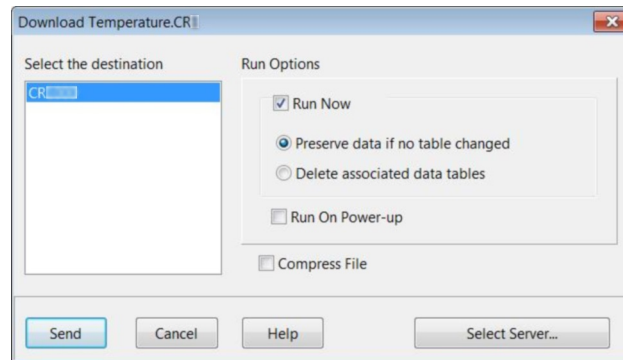 Download Temperature.CR
Select the destination
CR
Run Options
Run Now
Preserve data if no table changed
Delete associated data tables
Run On Power-up
Compress File
Send
Cancel
Help
Select Server...